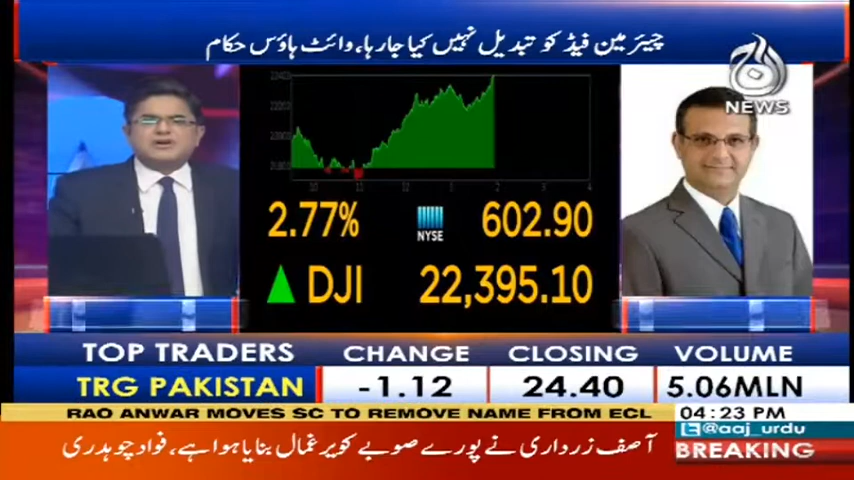 چیئرمین فیڈ کو تبدیل نہیں کیا جا رہا، وائٹ ہاؤس حکام
آج
NEWS
2.77%
NYSE
602.90
DJI
22,395.10
TOP TRADERS
CHANGE
CLOSING
VOLUME
TRG PAKISTAN
-1.12
24.40
5.06MLN
RAO ANWAR MOVES SC TO REMOVE NAME FROM ECL
04:23 PM
@aaj_urdu
آصف زرداری نے پورے صوبے کو یرغمال بنایا ہوا ہے، فواد چوہدری
BREAKING